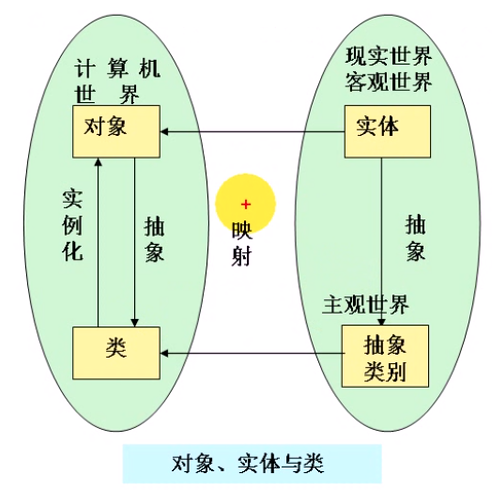 计算机
世界
对象
实例化
抽象
类
+
映射
现实世界
客观世界
实体
抽象
主观世界
抽象
类别
对象、实体与类